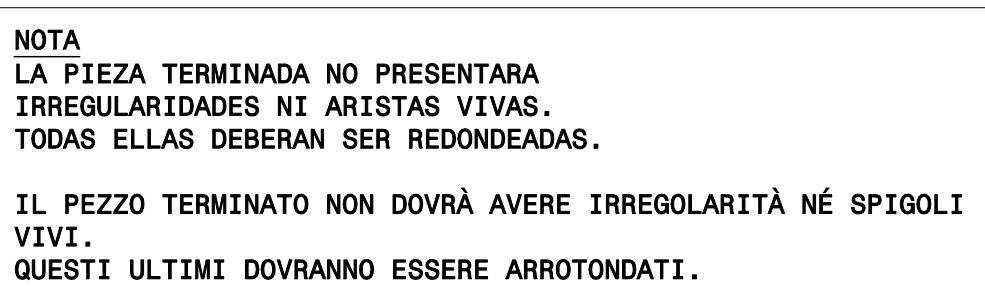 NOTA
LA PIEZA TERMINADA NO PRESENTARA
IRREGULARIDADES NI ARISTAS VIVAS.
TODAS ELLAS DEBERAN SER REDONDEADAS.
IL PEZZO TERMINATO NON DOVRÀ AVERE IRREGOLARITÀ NÉ SPIGOLI
VIVI.
QUESTI ULTIMI DOVRANNO ESSERE ARROTONDATI.